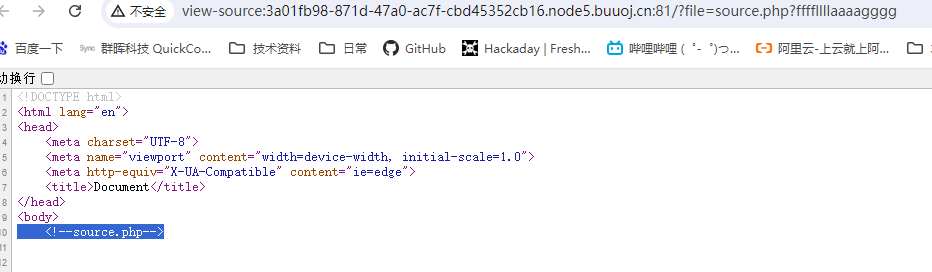 不安全 view-source:3a01fb98-871d-47a0-ac7f-cbd45352cb16.node5.buuoj.cn:81/?file=source.php?ffffllllaaaagggg
百度一下 Sync 群晖科技 QuickCo... 技术资料 日常 GitHub Hackaday | Fresh... 哔哩哔哩 ( ゜- ゜)つ... 阿里云-上云就上阿...
动换行
1 <!DOCTYPE html>
2 <html lang="en">
3 <head>
4 <meta charset="UTF-8">
5 <meta name="viewport" content="width=device-width, initial-scale=1.0">
6 <meta http-equiv="X-UA-Compatible" content="ie=edge">
7 <title>Document</title>
8 </head>
9 <body>
10 <!--source.php-->
11
12